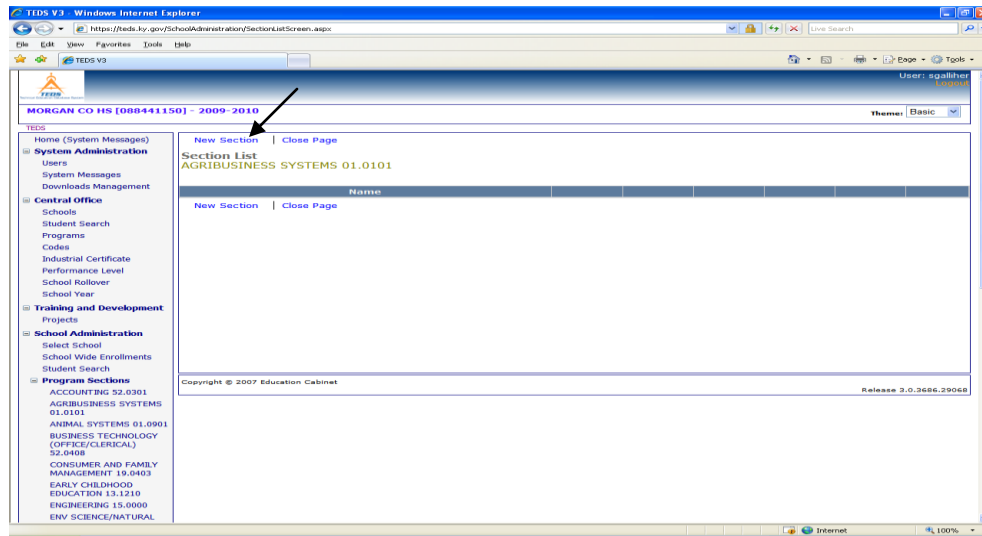 TEDS V3 - Windows Internet Explorer
https://teds.ky.gov/SchoolAdministration/SectionListScreen.aspx
Live Search
File Edit View Favorites Tools Help
TEDS V3
Page Tools
User: sgalliher
Logout
TEDS
MORGAN CO HS [088441150] - 2009-2010
Theme: Basic
TEDS
Home (System Messages)
System Administration
Users
System Messages
Downloads Management
Central Office
Schools
Student Search
Programs
Codes
Industrial Certificate
Performance Level
School Rollover
School Year
Training and Development
Projects
School Administration
Select School
School Wide Enrollments
Student Search
Program Sections
ACCOUNTING 52.0301
AGRIBUSINESS SYSTEMS
01.0101
ANIMAL SYSTEMS 01.0901
BUSINESS TECHNOLOGY
(OFFICE/CLERICAL)
52.0408
CONSUMER AND FAMILY
MANAGEMENT 19.0403
EARLY CHILDHOOD
EDUCATION 13.1210
ENGINEERING 15.0000
ENV SCIENCE/NATURAL
New Section | Close Page
Section List
AGRIBUSINESS SYSTEMS 01.0101
Name
New Section | Close Page
Copyright © 2007 Education Cabinet
Release 3.0.3686.29068
Internet
100%